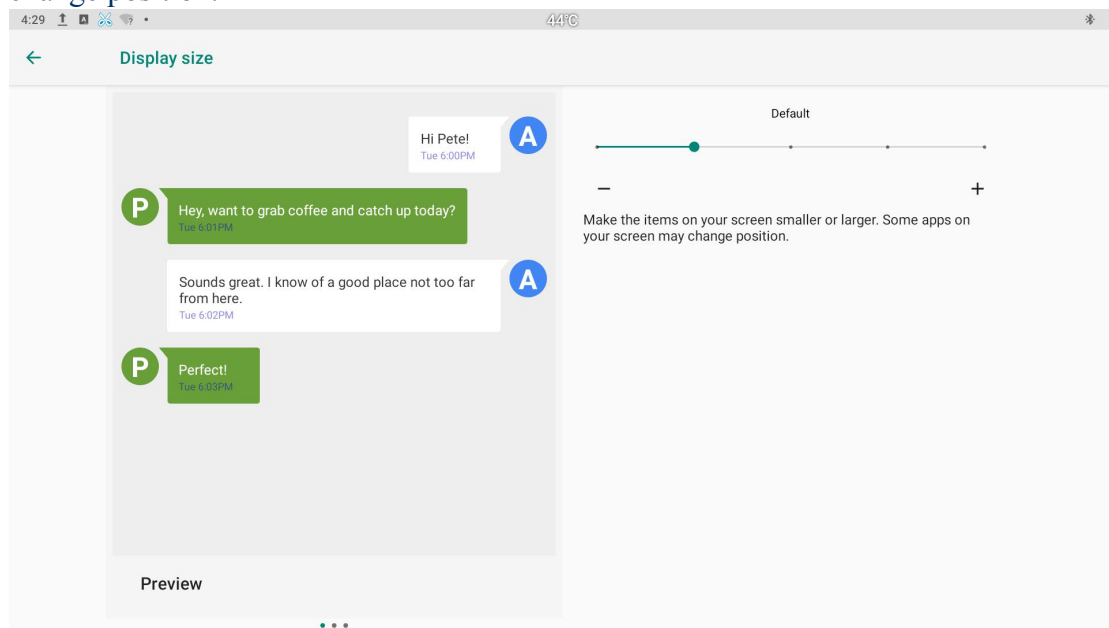 change position.
4:29 44°C
Display size
Default
Hi Pete!
Tue 6:00PM
A
P
Hey, want to grab coffee and catch up today?
Tue 6:01PM
Sounds great. I know of a good place not too far
from here.
Tue 6:02PM
A
P
Perfect!
Tue 6:03PM
Preview
− +
Make the items on your screen smaller or larger. Some apps on
your screen may change position.